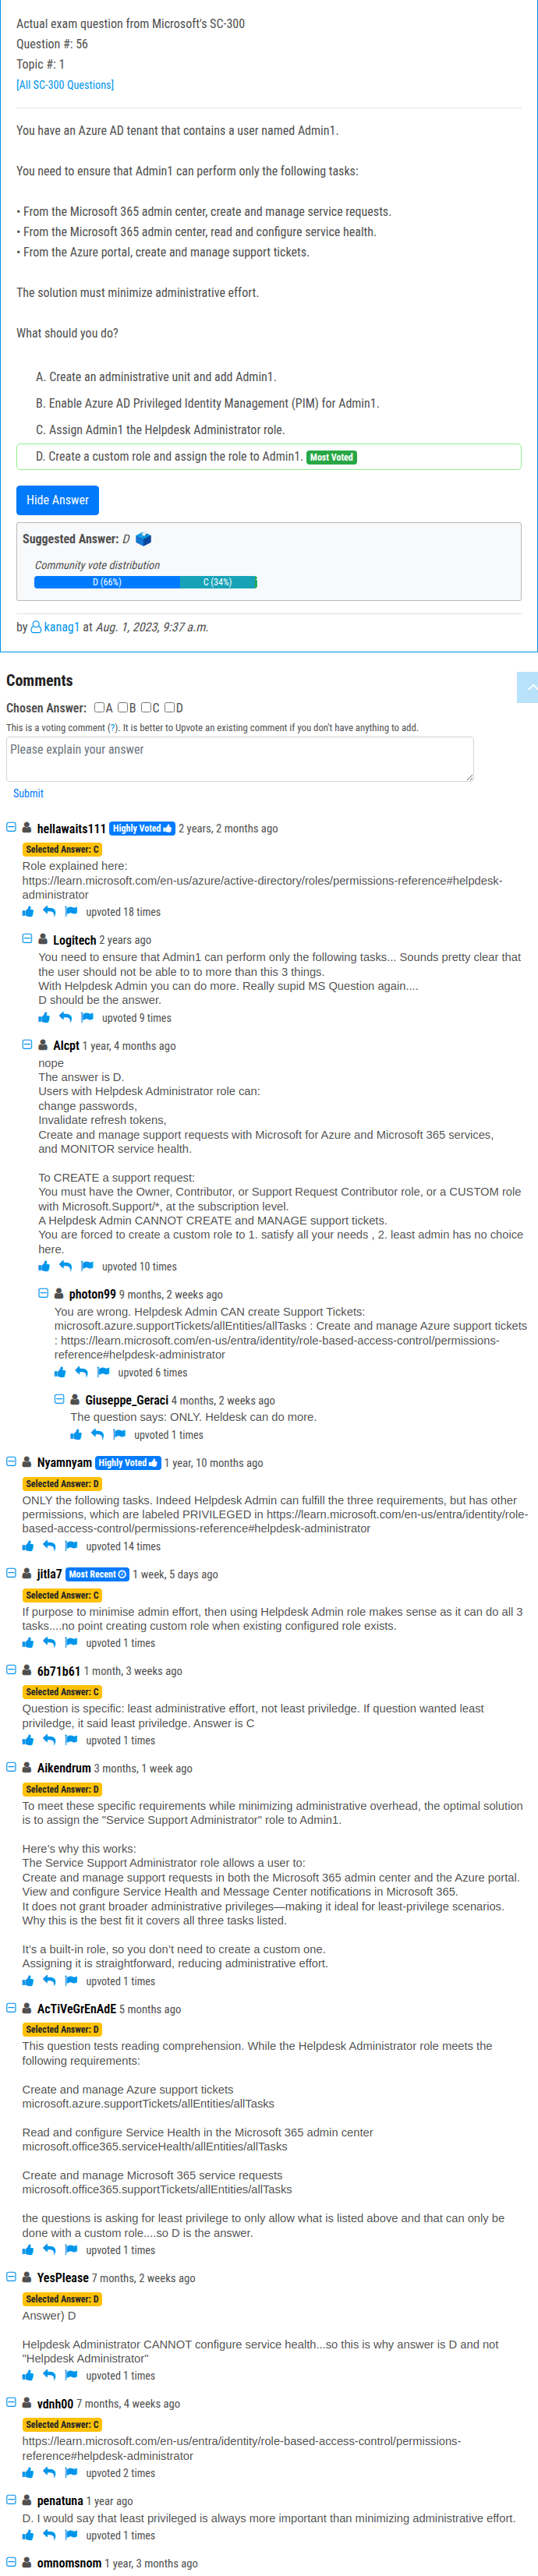 Actual exam question from Microsoft's SC-300
Question #: 56
Topic #: 1
[All SC-300 Questions]
You have an Azure AD tenant that contains a user named Admin1.
You need to ensure that Admin1 can perform only the following tasks:
• From the Microsoft 365 admin center, create and manage service requests.
• From the Microsoft 365 admin center, read and configure service health.
• From the Azure portal, create and manage support tickets.
The solution must minimize administrative effort.
What should you do?
A. Create an administrative unit and add Admin1.
B. Enable Azure AD Privileged Identity Management (PIM) for Admin1.
C. Assign Admin1 the Helpdesk Administrator role.
D. Create a custom role and assign the role to Admin1. Most Voted
Hide Answer
Suggested Answer: D
Community vote distribution
D (66%) C (34%)
by kanag1 at Aug. 1, 2023, 9:37 a.m.
Comments
Chosen Answer: A B C D
This is a voting comment (?). It is better to Upvote an existing comment if you don't have anything to add.
Please explain your answer
Submit
hellawaits111 Highly Voted 2 years, 2 months ago
Selected Answer: C
Role explained here:
https://learn.microsoft.com/en-us/azure/active-directory/roles/permissions-reference#helpdesk-
administrator
upvoted 18 times
Logitech 2 years ago
You need to ensure that Admin1 can perform only the following tasks... Sounds pretty clear that
the user should not be able to to more than this 3 things.
With Helpdesk Admin you can do more. Really supid MS Question again....
D should be the answer.
upvoted 9 times
Alcpt 1 year, 4 months ago
nope
The answer is D.
Users with Helpdesk Administrator role can:
change passwords,
Invalidate refresh tokens,
Create and manage support requests with Microsoft for Azure and Microsoft 365 services,
and MONITOR service health.
To CREATE a support request:
You must have the Owner, Contributor, or Support Request Contributor role, or a CUSTOM role
with Microsoft.Support/*, at the subscription level.
A Helpdesk Admin CANNOT CREATE and MANAGE support tickets.
You are forced to create a custom role to 1. satisfy all your needs , 2. least admin has no choice
here.
upvoted 10 times
photon99 9 months, 2 weeks ago
You are wrong. Helpdesk Admin CAN create Support Tickets:
microsoft.azure.supportTickets/allEntities/allTasks : Create and manage Azure support tickets
: https://learn.microsoft.com/en-us/entra/identity/role-based-access-control/permissions-
reference#helpdesk-administrator
upvoted 6 times
Giuseppe_Geraci 4 months, 2 weeks ago
The question says: ONLY. Heldesk can do more.
upvoted 1 times
Nyamnyam Highly Voted 1 year, 10 months ago
Selected Answer: D
ONLY the following tasks. Indeed Helpdesk Admin can fulfill the three requirements, but has other
permissions, which are labeled PRIVILEGED in https://learn.microsoft.com/en-us/entra/identity/role-
based-access-control/permissions-reference#helpdesk-administrator
upvoted 14 times
jitla7 Most Recent 1 week, 5 days ago
Selected Answer: C
If purpose to minimise admin effort, then using Helpdesk Admin role makes sense as it can do all 3
tasks....no point creating custom role when existing configured role exists.
upvoted 1 times
6b71b61 1 month, 3 weeks ago
Selected Answer: C
Question is specific: least administrative effort, not least priviledge. If question wanted least
priviledge, it said least priviledge. Answer is C
upvoted 1 times
Aikendrum 3 months, 1 week ago
Selected Answer: D
To meet these specific requirements while minimizing administrative overhead, the optimal solution
is to assign the "Service Support Administrator" role to Admin1.
Here's why this works:
The Service Support Administrator role allows a user to:
Create and manage support requests in both the Microsoft 365 admin center and the Azure portal.
View and configure Service Health and Message Center notifications in Microsoft 365.
It does not grant broader administrative privileges—making it ideal for least-privilege scenarios.
Why this is the best fit it covers all three tasks listed.
It's a built-in role, so you don't need to create a custom one.
Assigning it is straightforward, reducing administrative effort.
upvoted 1 times
AcTiVeGrEnAdE 5 months ago
Selected Answer: D
This question tests reading comprehension. While the Helpdesk Administrator role meets the
following requirements:
Create and manage Azure support tickets
microsoft.azure.supportTickets/allEntities/allTasks
Read and configure Service Health in the Microsoft 365 admin center
microsoft.office365.serviceHealth/allEntities/allTasks
Create and manage Microsoft 365 service requests
microsoft.office365.supportTickets/allEntities/allTasks
the questions is asking for least privilege to only allow what is listed above and that can only be
done with a custom role....so D is the answer.
upvoted 1 times
YesPlease 7 months, 2 weeks ago
Selected Answer: D
Answer) D
Helpdesk Administrator CANNOT configure service health...so this is why answer is D and not
"Helpdesk Administrator"
upvoted 1 times
vdnh00 7 months, 4 weeks ago
Selected Answer: C
https://learn.microsoft.com/en-us/entra/identity/role-based-access-control/permissions-
reference#helpdesk-administrator
upvoted 2 times
penatuna 1 year ago
D. I would say that least privileged is always more important than minimizing administrative effort.
upvoted 1 times
omnomsnom 1 year, 3 months ago